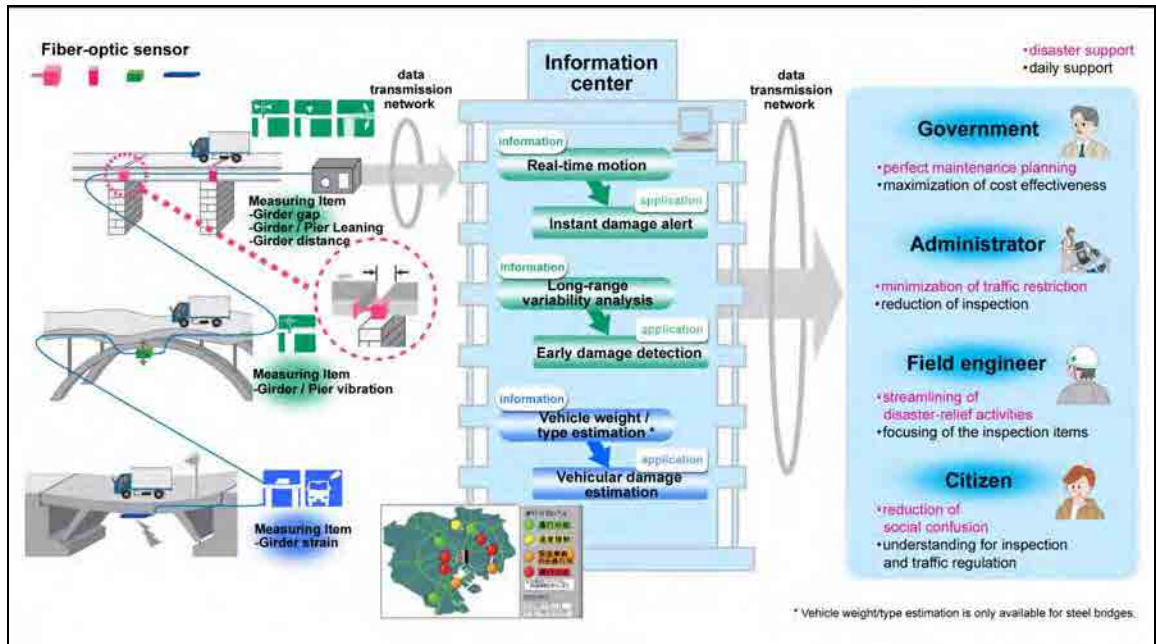 Fiber-optic sensor
data
transmission
network
Measuring Item
-Girder gap
-Girder / Pier Leaning
-Girder distance
Measuring Item
-Girder / Pier vibration
Measuring Item
-Girder strain
Information
center
information
Real-time motion
application
Instant damage alert
information
Long-range
variability analysis
application
Early damage detection
information
Vehicle weight /
type estimation *
application
Vehicular damage
estimation
data
transmission
network
•disaster support
•daily support
Government
•perfect maintenance planning
•maximization of cost effectiveness
Administrator
•minimization of traffic restriction
•reduction of inspection
Field engineer
•streamlining of
disaster-relief activities
•focusing of the inspection items
Citizen
•reduction of
social confusion
•understanding for inspection
and traffic regulation
* Vehicle weight/type estimation is only available for steel bridges.